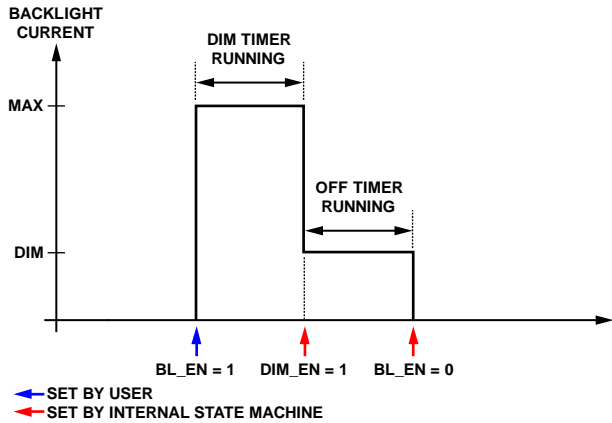 BACKLIGHT
CURRENT
DIM TIMER
RUNNING
MAX
OFF TIMER
RUNNING
DIM
BL_EN = 1
DIM_EN = 1
BL_EN = 0
SET BY USER
SET BY INTERNAL STATE MACHINE